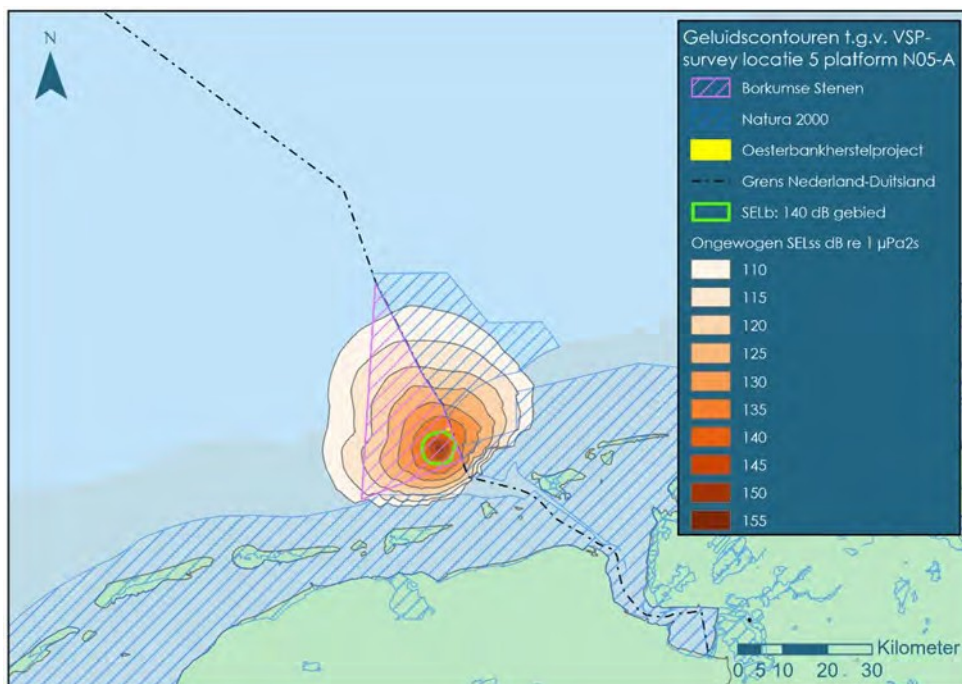 N
Geluidscontouren t.g.v. VSP-
survey locatie 5 platform N05-A
Borkumse Stenen
Natura 2000
Oesterbankherstelproject
Grens Nederland-Duitsland
SELb: 140 dB gebied
Ongewogen SELss dB re 1 µPa2s
110
115
120
125
130
135
140
145
150
155
Kilometer
0 5 10 20 30